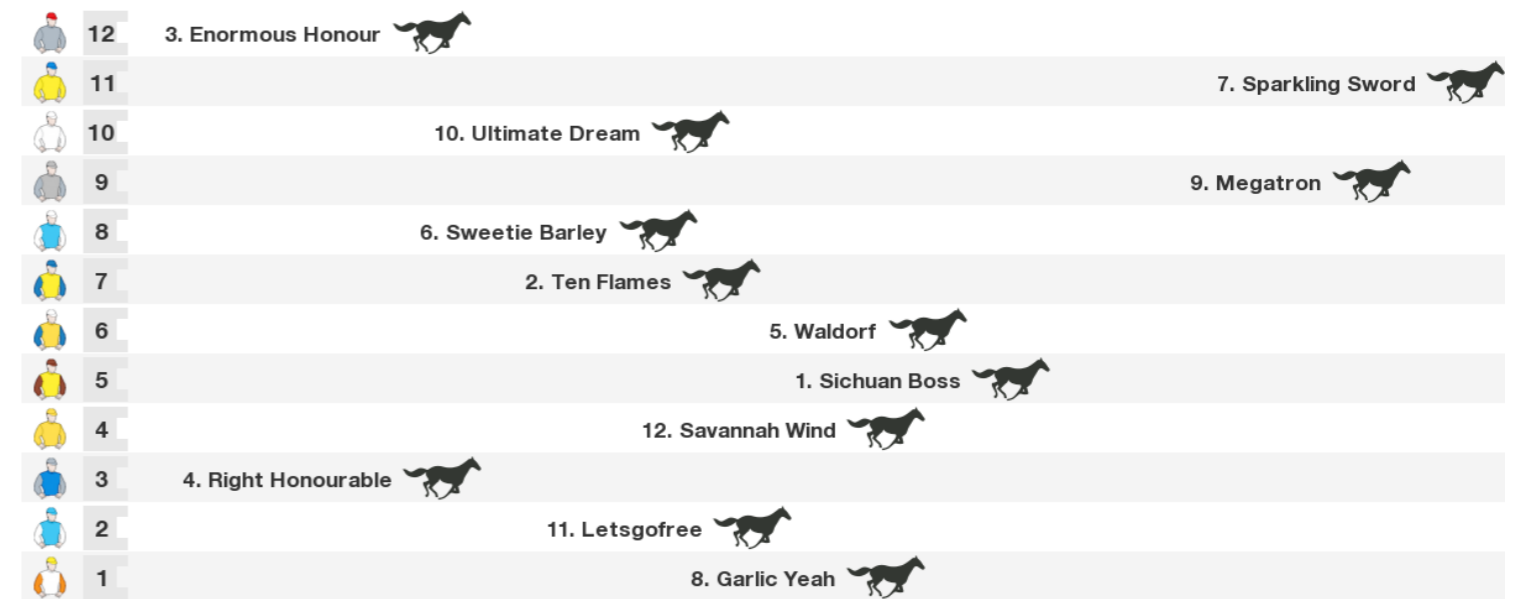 12 3. Enormous Honour
11 7. Sparkling Sword
10 10. Ultimate Dream
9 9. Megatron
8 6. Sweetie Barley
7 2. Ten Flames
6 5. Waldorf
5 1. Sichuan Boss
4 12. Savannah Wind
3 4. Right Honourable
2 11. Letsgofree
1 8. Garlic Yeah